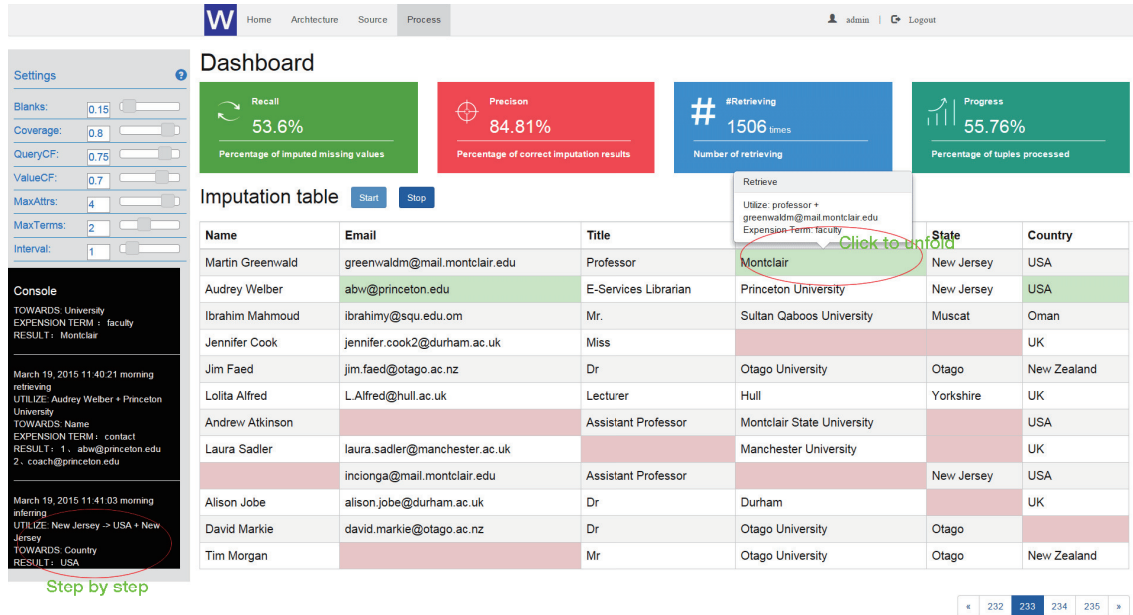 W Home Archtecture Source Process admin | Logout
Settings ?
Blanks: 0.15
Coverage: 0.8
QueryCF: 0.75
ValueCF: 0.7
MaxAttrs: 4
MaxTerms: 2
Interval: 1
Console
TOWARDS: University
EXPENSION TERM : faculty
RESULT: Montclair
March 19, 2015 11:40:21 morning
retrieving
UTILIZE: Audrey Welber + Princeton
University
TOWARDS: Name
EXPENSION TERM: contact
RESULT: 1、 abw@princeton.edu
2、coach@princeton.edu
March 19, 2015 11:41:03 morning
inferring
UTILIZE: New Jersey -> USA + New
Jersey
TOWARDS: Country
RESULT: USA
Step by step
Dashboard
Recall
53.6%
Percentage of imputed missing values
Precison
84.81%
Percentage of correct imputation results
# #Retrieving
1506 times
Number of retrieving
Progress
55.76%
Percentage of tuples processed
Imputation table Start Stop
Retrieve
Utilize: professor +
greenwaldm@mail.montclair.edu
Expension Term: faculty
Click to unfold
Name Email Title State Country
Martin Greenwald greenwaldm@mail.montclair.edu Professor Montclair New Jersey USA
Audrey Welber abw@princeton.edu E-Services Librarian Princeton University New Jersey USA
Ibrahim Mahmoud ibrahimy@squ.edu.om Mr. Sultan Qaboos University Muscat Oman
Jennifer Cook jennifer.cook2@durham.ac.uk Miss UK
Jim Faed jim.faed@otago.ac.nz Dr Otago University Otago New Zealand
Lolita Alfred L.Alfred@hull.ac.uk Lecturer Hull Yorkshire UK
Andrew Atkinson Assistant Professor Montclair State University USA
Laura Sadler laura.sadler@manchester.ac.uk Manchester University UK
incionga@mail.montclair.edu Assistant Professor New Jersey USA
Alison Jobe alison.jobe@durham.ac.uk Dr Durham UK
David Markie david.markie@otago.ac.nz Dr Otago University Otago
Tim Morgan Mr Otago University Otago New Zealand
« 232 233 234 235 »